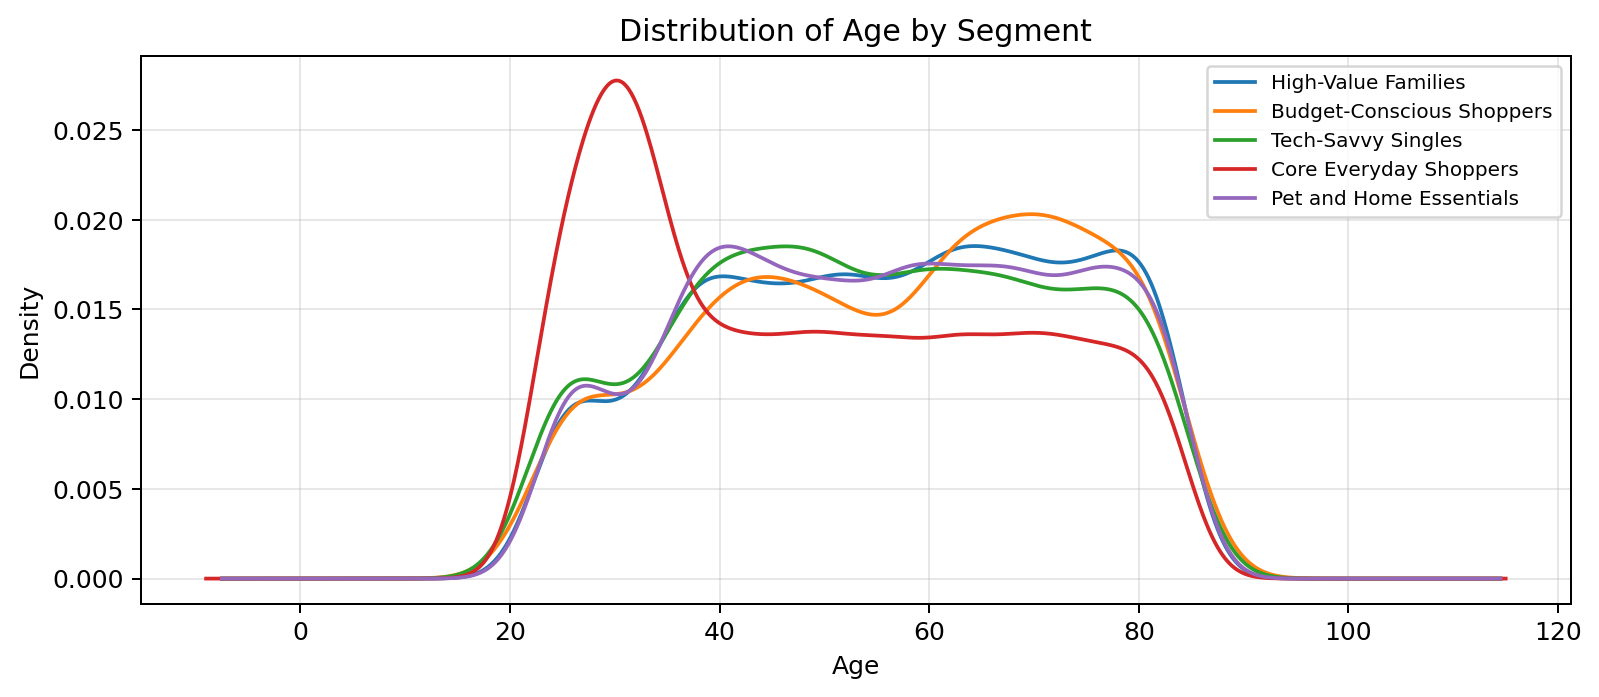 Distribution of Age by Segment
High-Value Families
Budget-Conscious Shoppers
Tech-Savvy Singles
Core Everyday Shoppers
Pet and Home Essentials
Density
0.025
0.020
0.015
0.010
0.005
0.000
0 20 40 60 80 100 120
Age